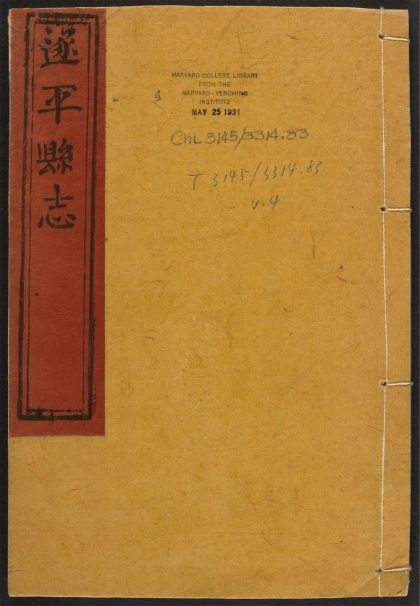 遂平縣志
HARVARD COLLEGE LIBRARY
FROM THE
HARVARD-YENCHING
INSTITUTE
MAY 25 1931
ChL 3145/3314.83
T 3145/3314.83
v.4